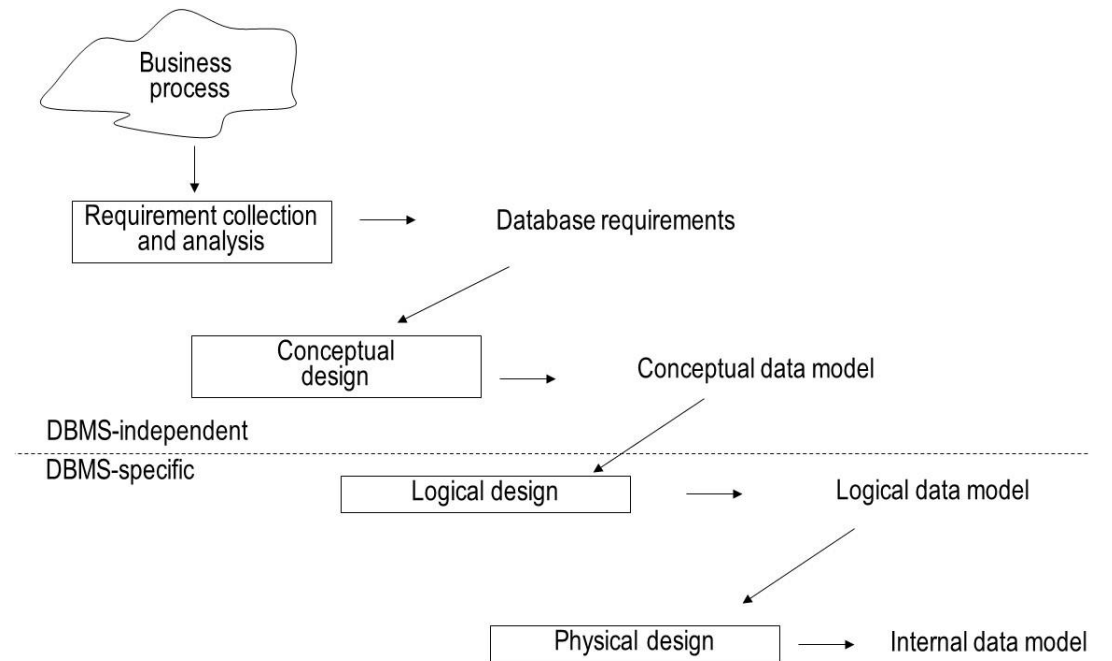 Business
process
Requirement collection
and analysis
Database requirements
Conceptual
design
Conceptual data model
DBMS-independent
DBMS-specific
Logical design
Logical data model
Physical design
Internal data model